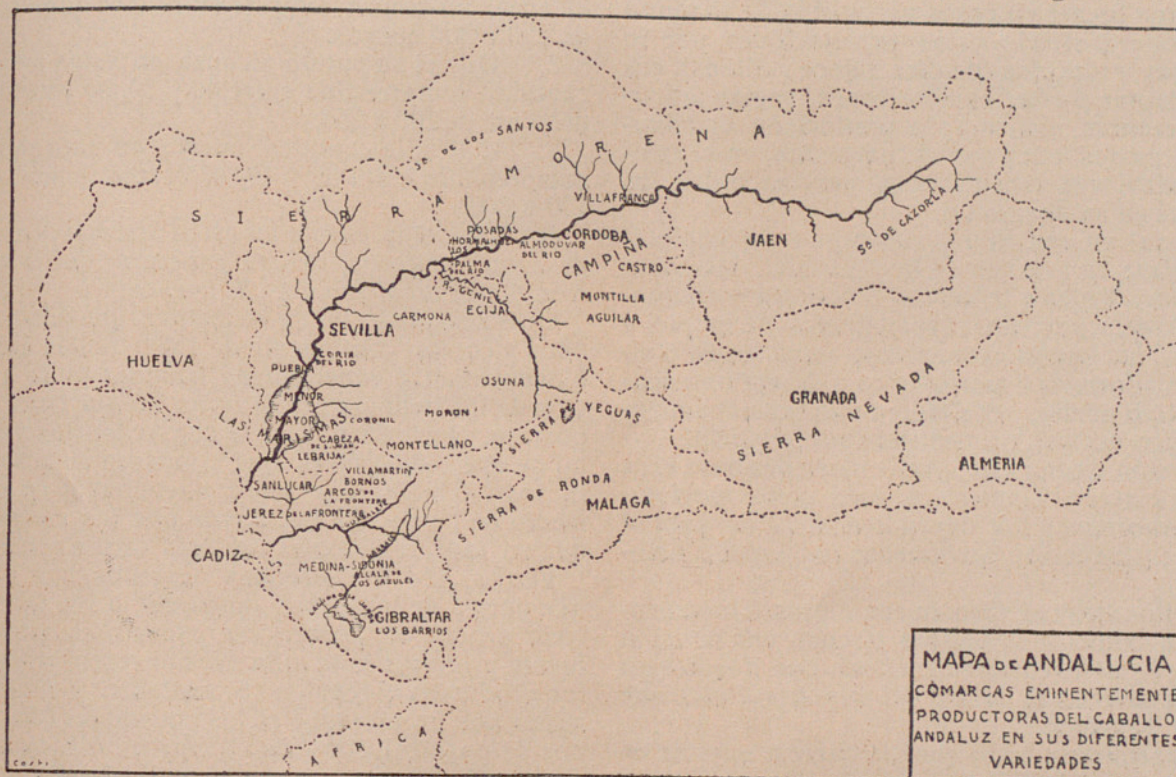 SIERRA MORENA
Sª DE LOS SANTOS
VILLAFRANCA
POSADAS
CORDOBA
ALMODUVAR
DEL RIO
CAMPIÑA
CASTRO
JAEN
Sª DE CAZORLA
PALMA
DEL RIO
R. GENIL
ECIJA
MONTILLA
AGUILAR
CARMONA
SEVILLA
HUELVA
CORIA
DEL RIO
PUEBLA
MENOR
MAYOR
LAS MARISMAS
CORONIL
OSUNA
MORON
MONTELLANO
CABEZA
DE S. JUAN
LEBRIJA
SIERRA DE YEGUAS
GRANADA
SIERRA NEVADA
ALMERIA
SANLUCAR
VILLAMARTIN
BORNOS
ARCOS DE
LA FRONTERA
JEREZ DE LA FRONTERA
GUADALETE
SIERRA DE RONDA
MALAGA
CADIZ
MEDINA-SIDONIA
ALCALA DE
LOS GAZULES
GIBRALTAR
LOS BARRIOS
AFRICA
MAPA DE ANDALUCIA
COMARCAS EMINENTEMENTE
PRODUCTORAS DEL CABALLO
ANDALUZ EN SUS DIFERENTES
VARIEDADES